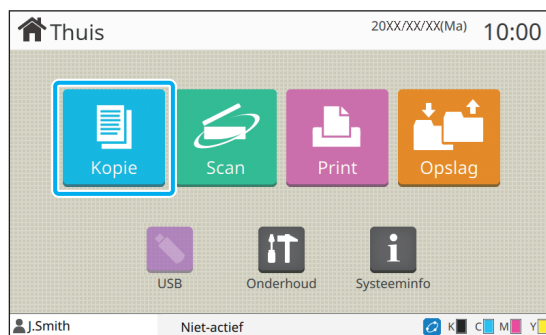 Thuis 20XX/XX/XX(Ma) 10:00
Kopie Scan Print Opslag
USB Onderhoud Systeeminfo
J.Smith Niet-actief K C M Y